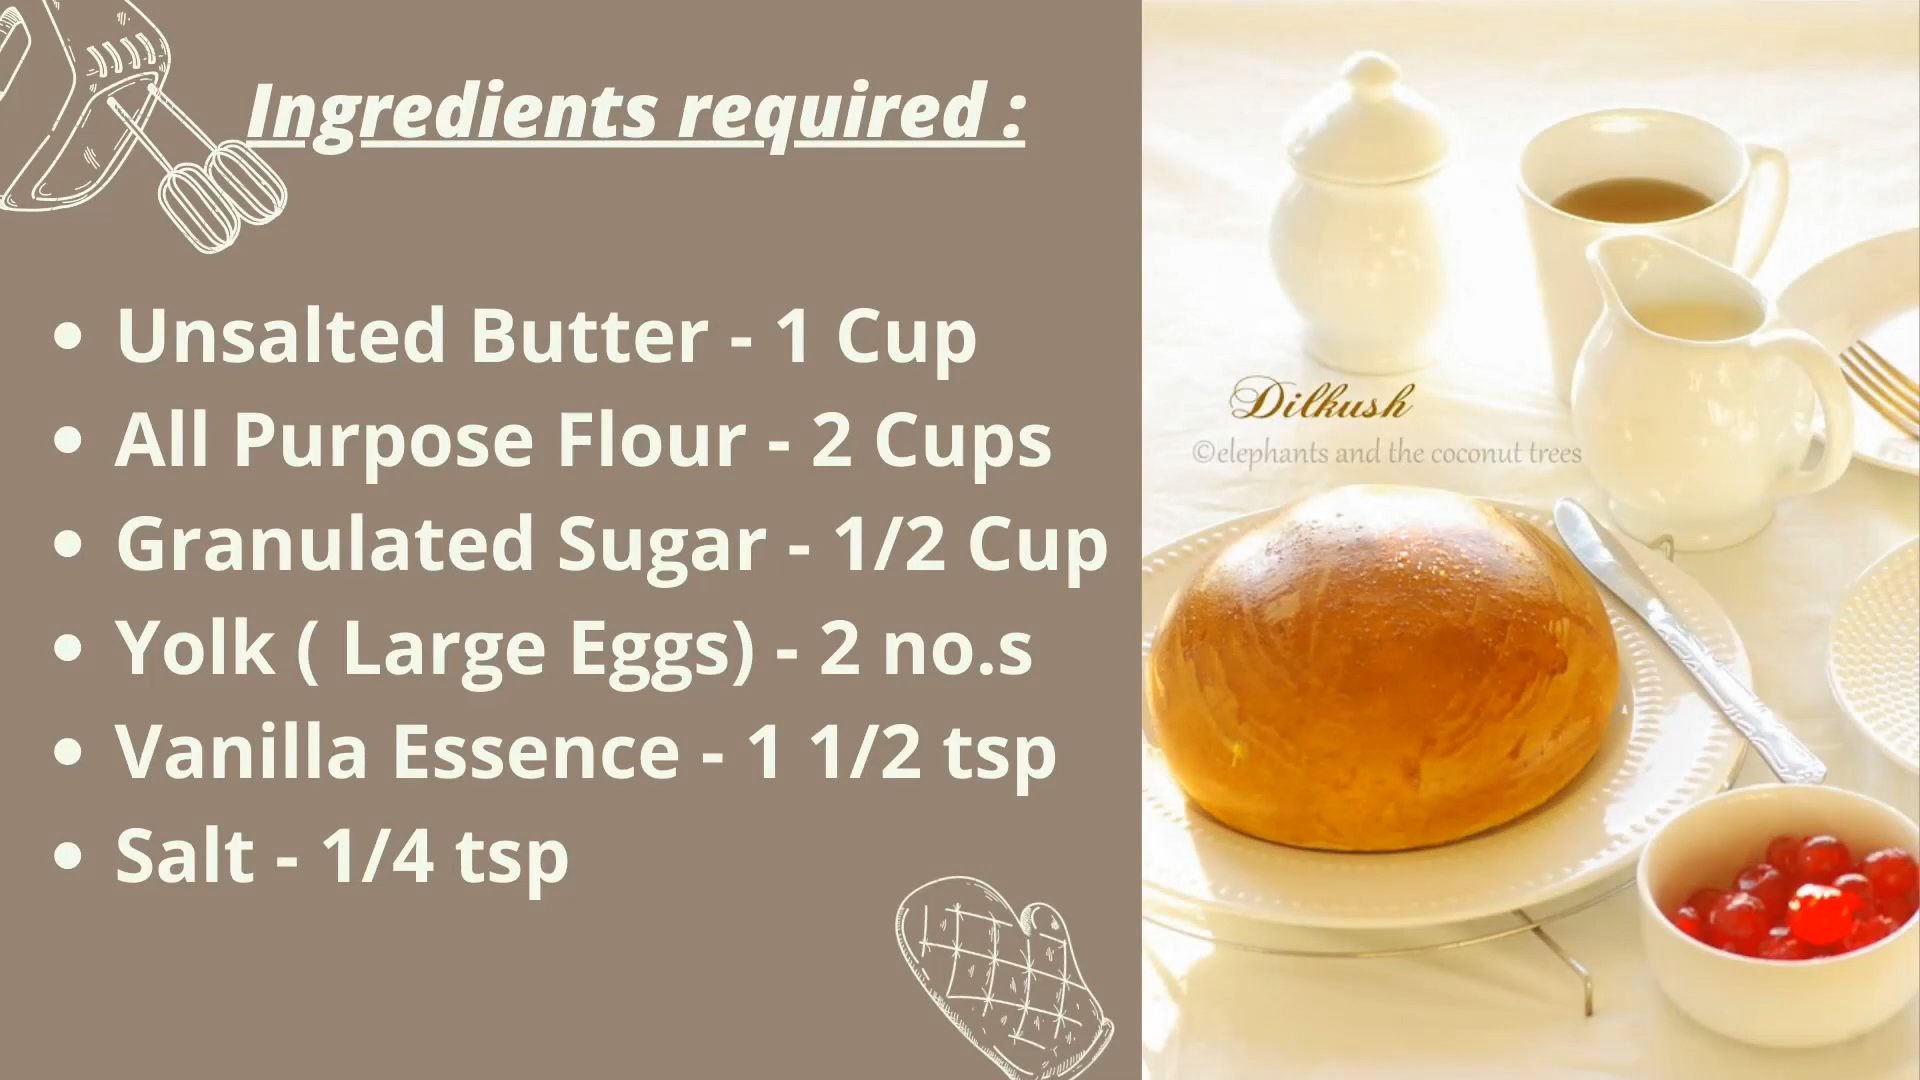 Ingredients required :
Unsalted Butter - 1 Cup
All Purpose Flour - 2 Cups
Granulated Sugar - 1/2 Cup
Yolk ( Large Eggs) - 2 no.s
Vanilla Essence - 1 1/2 tsp
Salt - 1/4 tsp
Dilkush
©elephants and the coconut trees